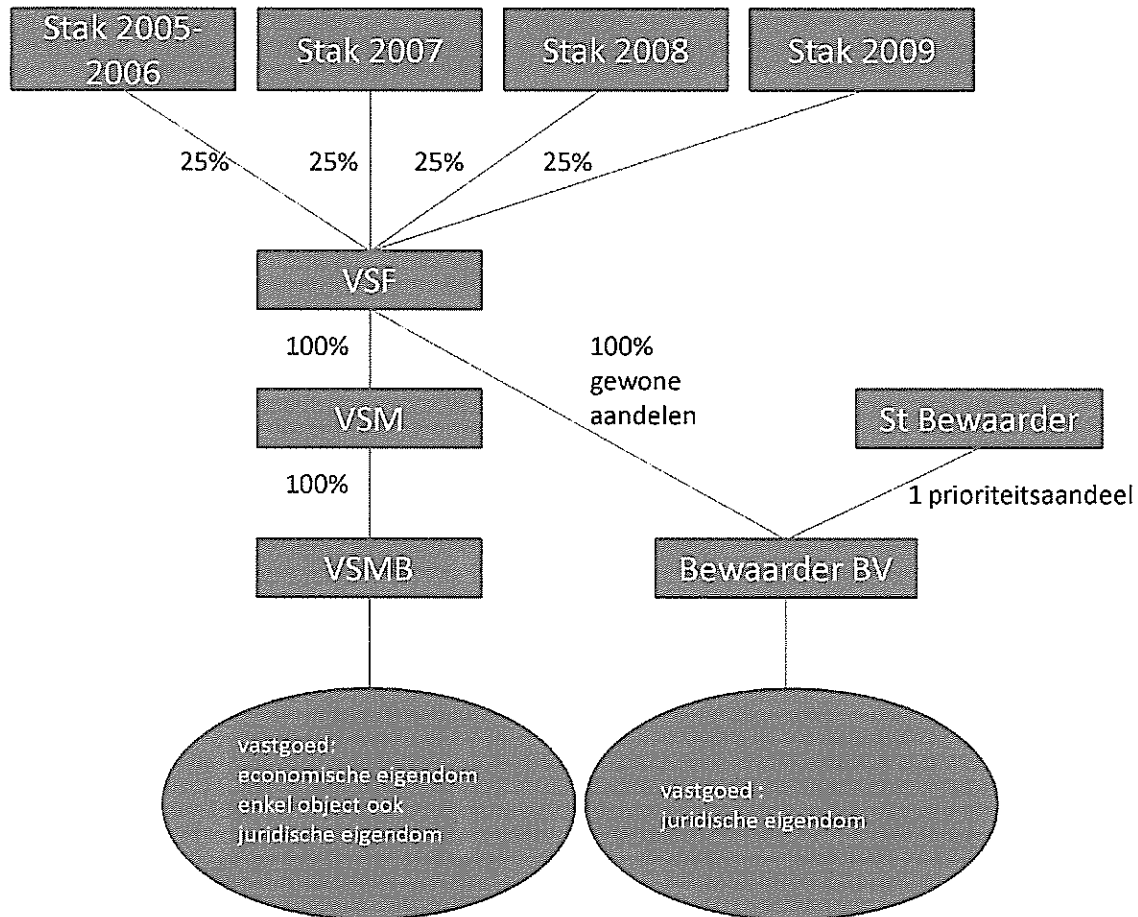 Stak 2005-
2006
Stak 2007
Stak 2008
Stak 2009
25%
25%
25%
25%
VSF
100%
100%
gewone
aandelen
VSM
St Bewaarder
100%
1 prioriteitsaandeel
VSMB
Bewaarder BV
vastgoed:
economische eigendom
enkel object ook
juridische eigendom
vastgoed :
juridische eigendom